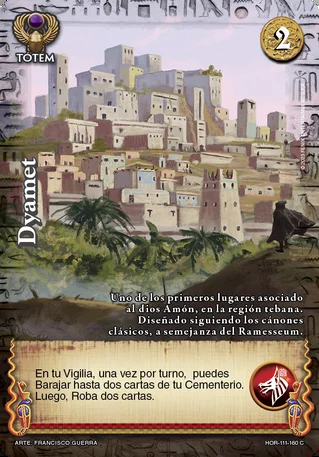 TÓTEM
2
Dyamet
Uno de los primeros lugares asociado
al dios Amón, en la región tebana.
Diseñado siguiendo los cánones
clásicos, a semejanza del Ramesseum.
En tu Vigilia, una vez por turno, puedes
Barajar hasta dos cartas de tu Cementerio.
Luego, Roba dos cartas.
ARTE: FRANCISCO GUERRA
HOR-111-160 C